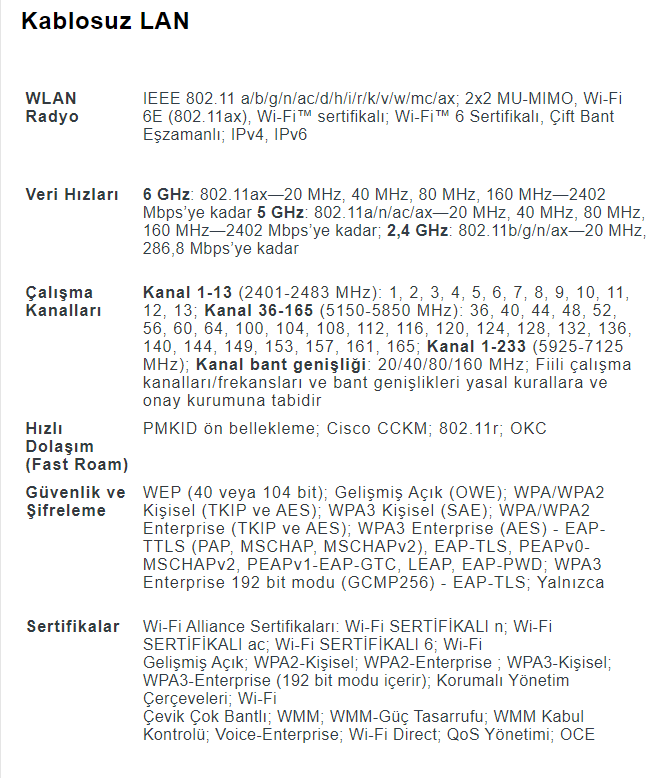 Kablosuz LAN
WLAN Radyo
IEEE 802.11 a/b/g/n/ac/d/h/i/r/k/v/w/mc/ax; 2x2 MU-MIMO, Wi-Fi
6E (802.11ax), Wi-Fi™ sertifikalı; Wi-Fi™ 6 Sertifikalı, Çift Bant
Eşzamanlı; IPv4, IPv6
Veri Hızları
6 GHz: 802.11ax—20 MHz, 40 MHz, 80 MHz, 160 MHz—2402
Mbps'ye kadar 5 GHz: 802.11a/n/ac/ax—20 MHz, 40 MHz, 80 MHz,
160 MHz—2402 Mbps'ye kadar; 2,4 GHz: 802.11b/g/n/ax—20 MHz,
286,8 Mbps'ye kadar
Çalışma
Kanalları
Kanal 1-13 (2401-2483 MHz): 1, 2, 3, 4, 5, 6, 7, 8, 9, 10, 11,
12, 13; Kanal 36-165 (5150-5850 MHz): 36, 40, 44, 48, 52,
56, 60, 64, 100, 104, 108, 112, 116, 120, 124, 128, 132, 136,
140, 144, 149, 153, 157, 161, 165; Kanal 1-233 (5925-7125
MHz); Kanal bant genişliği: 20/40/80/160 MHz; Fiili çalışma
kanalları/frekansları ve bant genişlikleri yasal kurallara ve
onay kurumuna tabidir
Hızlı
Dolaşım
(Fast Roam)
PMKID ön bellekleme; Cisco CCKM; 802.11r; OKC
Güvenlik ve
Şifreleme
WEP (40 veya 104 bit); Gelişmiş Açık (OWE); WPA/WPA2
Kişisel (TKIP ve AES); WPA3 Kişisel (SAE); WPA/WPA2
Enterprise (TKIP ve AES); WPA3 Enterprise (AES) - EAP-
TTLS (PAP, MSCHAP, MSCHAPv2), EAP-TLS, PEAPv0-
MSCHAPv2, PEAPv1-EAP-GTC, LEAP, EAP-PWD; WPA3
Enterprise 192 bit modu (GCMP256) - EAP-TLS; Yalnızca
Sertifikalar
Wi-Fi Alliance Sertifikaları: Wi-Fi SERTİFİKALI n; Wi-Fi
SERTİFİKALI ac; Wi-Fi SERTİFİKALI 6; Wi-Fi
Gelişmiş Açık; WPA2-Kişisel; WPA2-Enterprise ; WPA3-Kişisel;
WPA3-Enterprise (192 bit modu içerir); Korumalı Yönetim
Çerçeveleri; Wi-Fi
Çevik Çok Bantlı; WMM; WMM-Güç Tasarrufu; WMM Kabul
Kontrolü; Voice-Enterprise; Wi-Fi Direct; QoS Yönetimi; OCE